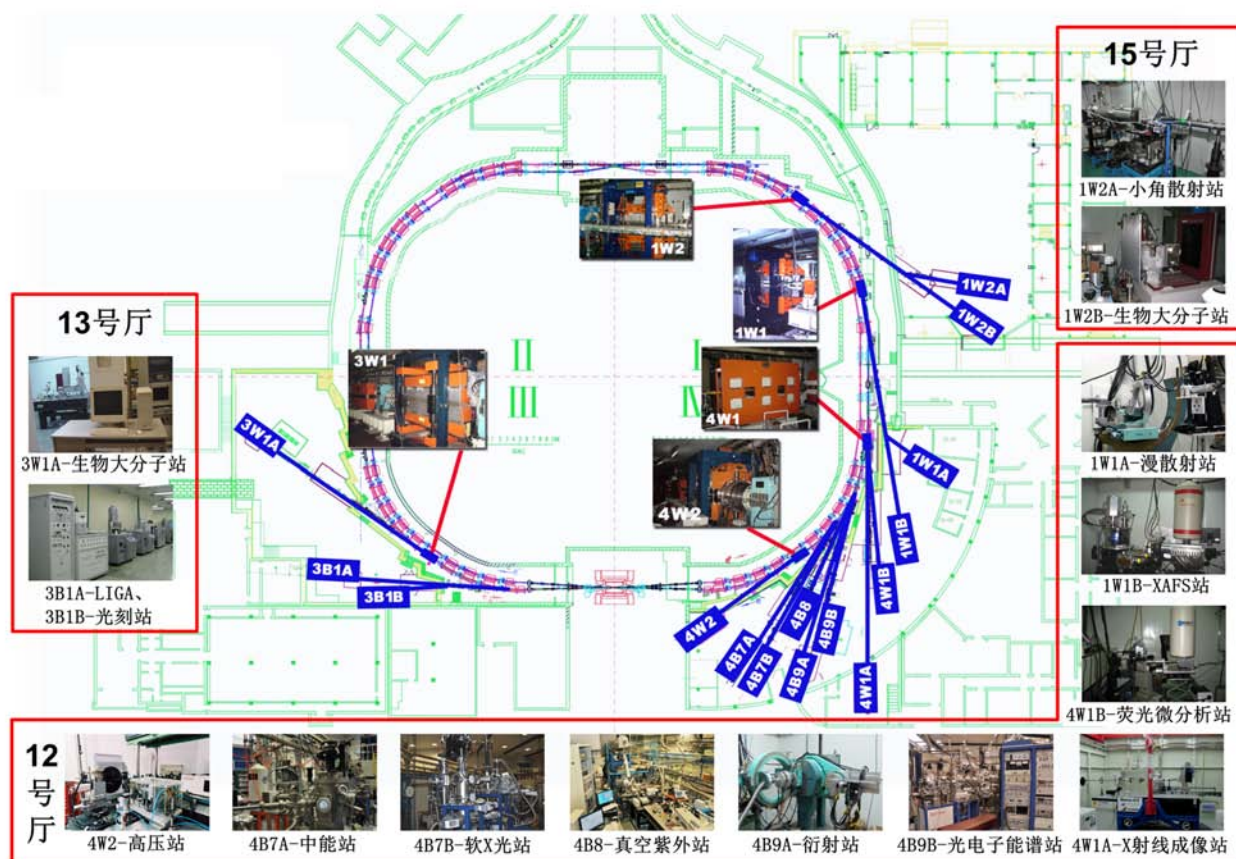 15号厅
1W2A-小角散射站
1W2B-生物大分子站
1W2
1W1
1W2A
1W2B
13号厅
3W1A-生物大分子站
3B1A-LIGA、
3B1B-光刻站
3W1
II
I
III
IV
4W1
4W2
3W1A
3B1A
3B1B
1W1A
1W1B
4W1B
4W1A
4B9B
4B9A
4B8
4B7B
4B7A
4W2
1W1A-漫散射站
1W1B-XAFS站
4W1B-荧光微分析站
12号厅
4W2-高压站
4B7A-中能站
4B7B-软X光站
4B8-真空紫外站
4B9A-衍射站
4B9B-光电子能谱站
4W1A-X射线成像站